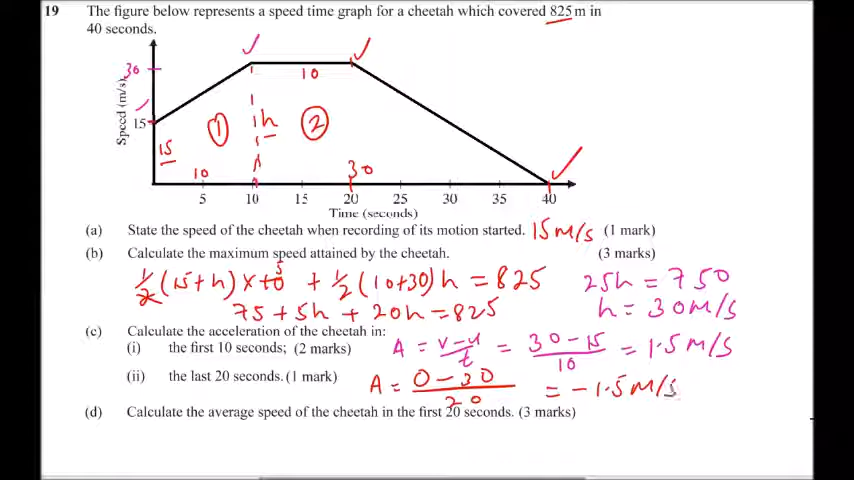 19 The figure below represents a speed time graph for a cheetah which covered 825 m in
40 seconds.
30
10
Speed (m/s)
15
① h ②
15
10
30
5 10 15 20 25 30 35 40
Time (seconds)
(a) State the speed of the cheetah when recording of its motion started. 15 m/s (1 mark)
(b) Calculate the maximum speed attained by the cheetah. (3 marks)
½(15+h)×10 5 + ½(10+30)h = 825 25h = 750
75 + 5h + 20h = 825 h = 30 m/s
(c) Calculate the acceleration of the cheetah in:
(i) the first 10 seconds; (2 marks) A = v-u/t = 30-15/10 = 1.5 m/s
(ii) the last 20 seconds. (1 mark) A = 0-30/20 = -1.5 m/s
(d) Calculate the average speed of the cheetah in the first 20 seconds. (3 marks)